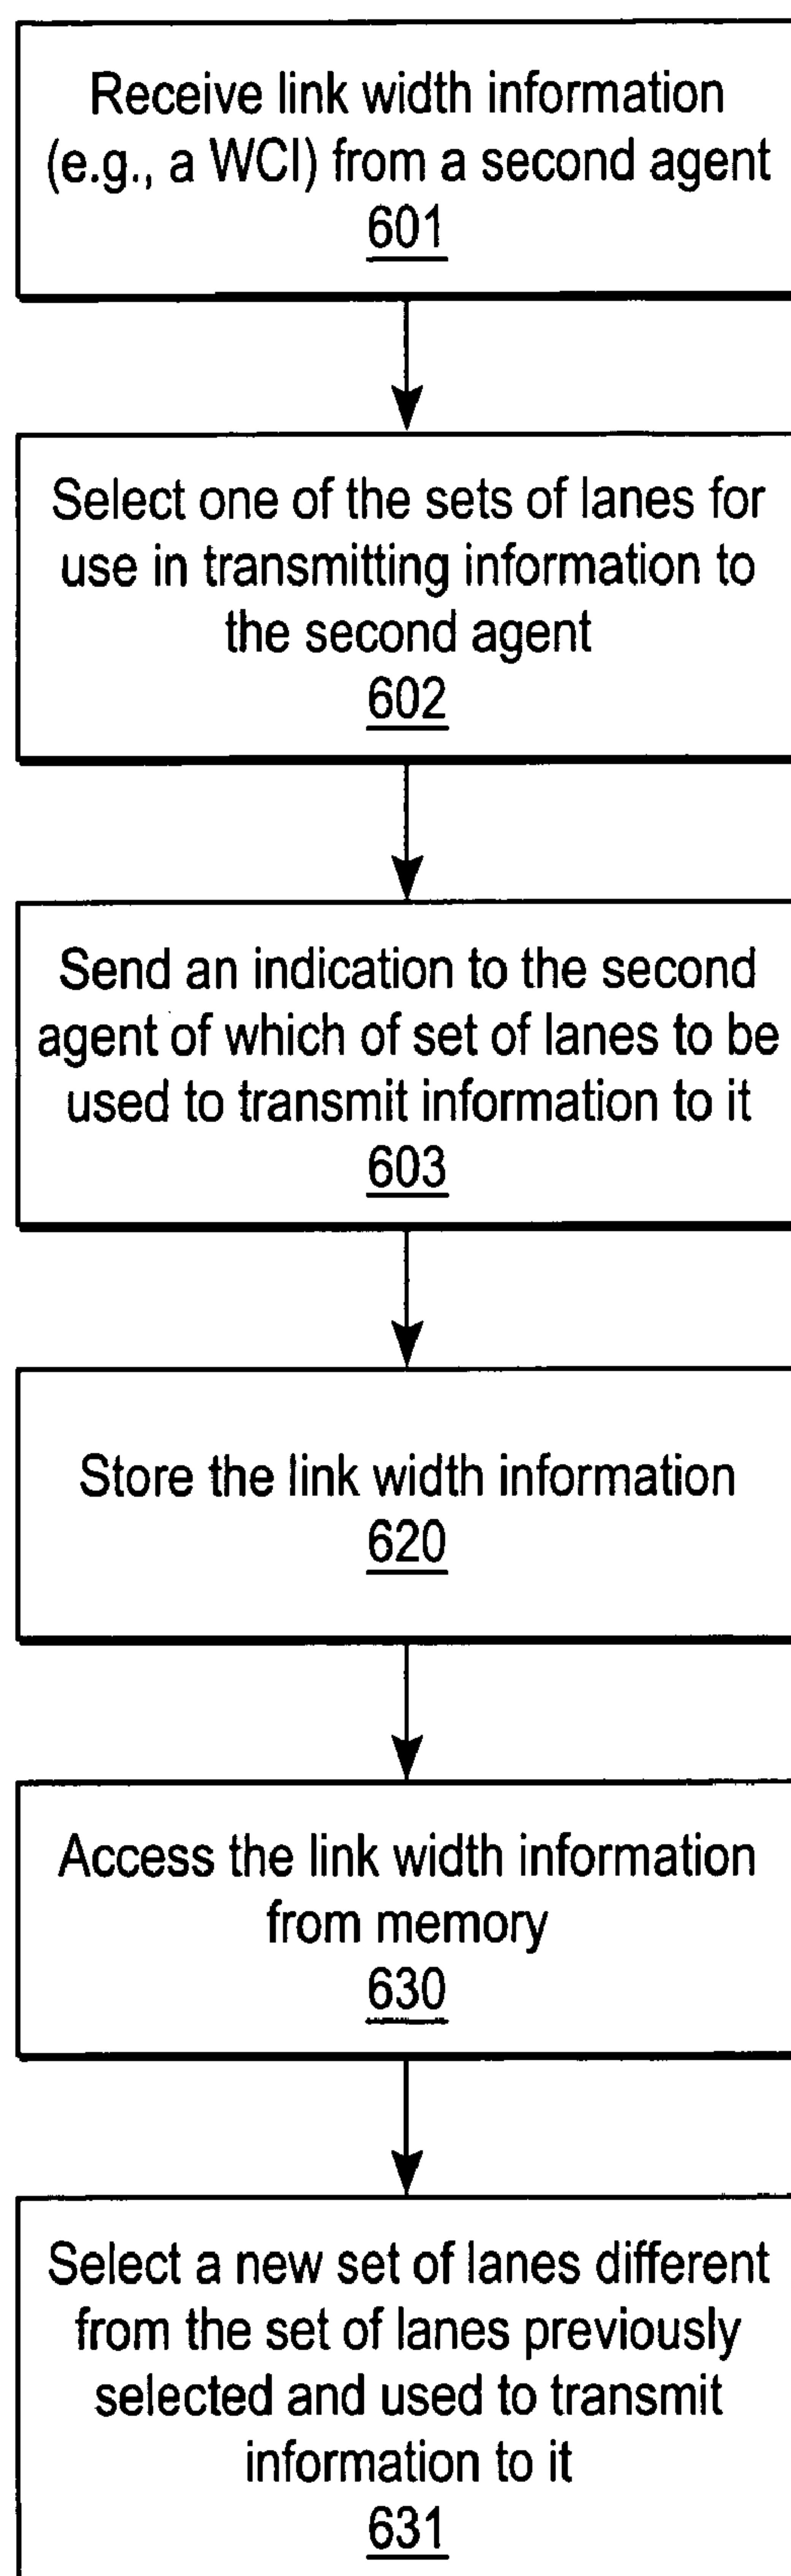 Receive link width information
(e.g., a WCI) from a second agent
601
Select one of the sets of lanes for
use in transmitting information to
the second agent
602
Send an indication to the second
agent of which of set of lanes to be
used to transmit information to it
603
Store the link width information
620
Access the link width information
from memory
630
Select a new set of lanes different
from the set of lanes previously
selected and used to transmit
information to it
631